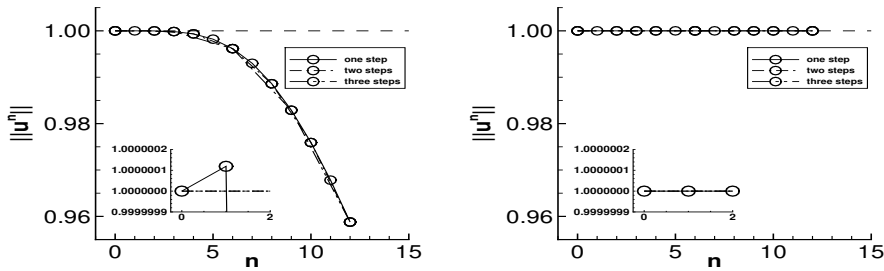 1.00
0.98
0.96
||uⁿ||
0
5
10
15
n
one step
two steps
three steps
1.0000002
1.0000001
1.0000000
0.9999999
0
2
1.00
0.98
0.96
||uⁿ||
0
5
10
15
n
one step
two steps
three steps
1.0000002
1.0000001
1.0000000
0.9999999
0
2